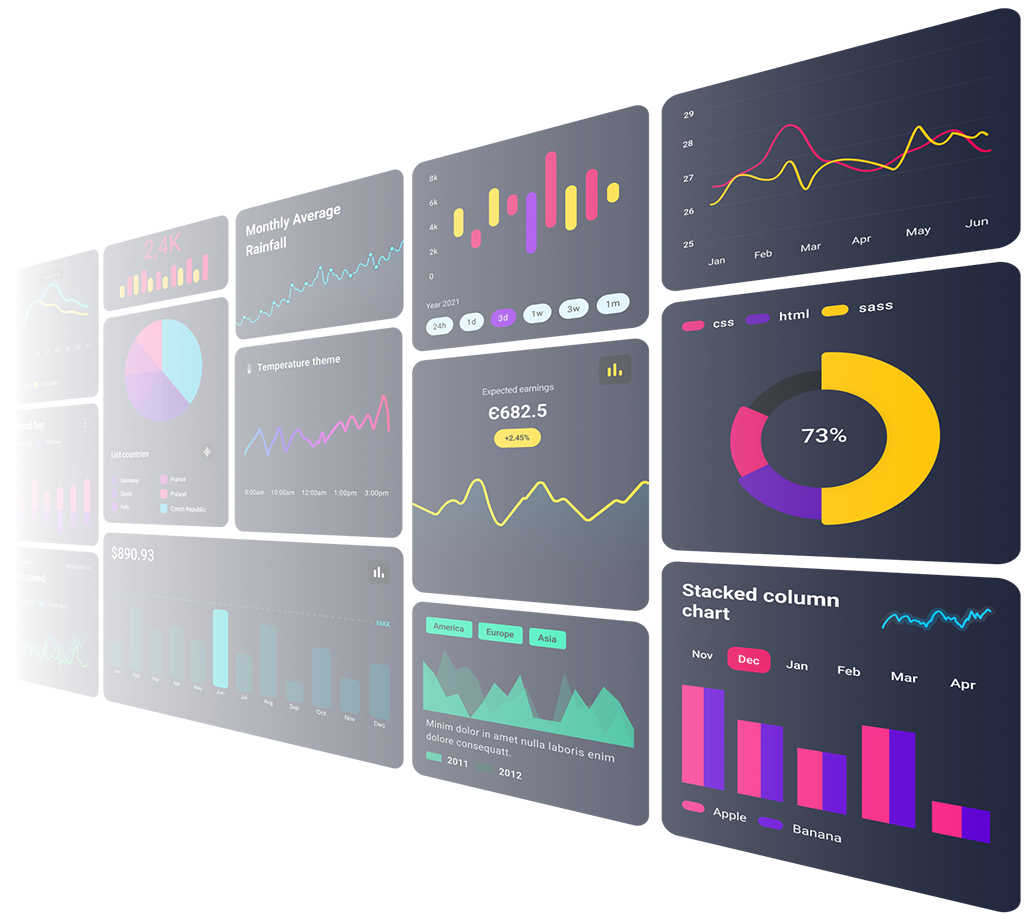 2,4K
List countries
Germany
France
Spain
Poland
Italy
Czech Republic
Monthly Average
Rainfall
Temperature theme
8:00am 10:00am 12:00am 1:00pm 3:00pm
$890.93
MAX
Jan Feb Mar Apr May Jun Jul Aug Sep Oct Nov Dec
8k
6k
4k
2k
0
Year 2021
24h 1d 3d 1w 3w 1m
Expected earnings
€682.5
+2.45%
America Europe Asia
Minim dolor in amet nulla laboris enim
dolore consequatt.
2011 2012
29
28
27
26
25
Jan Feb Mar Apr May Jun
css html sass
73%
Stacked column
chart
Nov Dec Jan Feb Mar Apr
Apple Banana